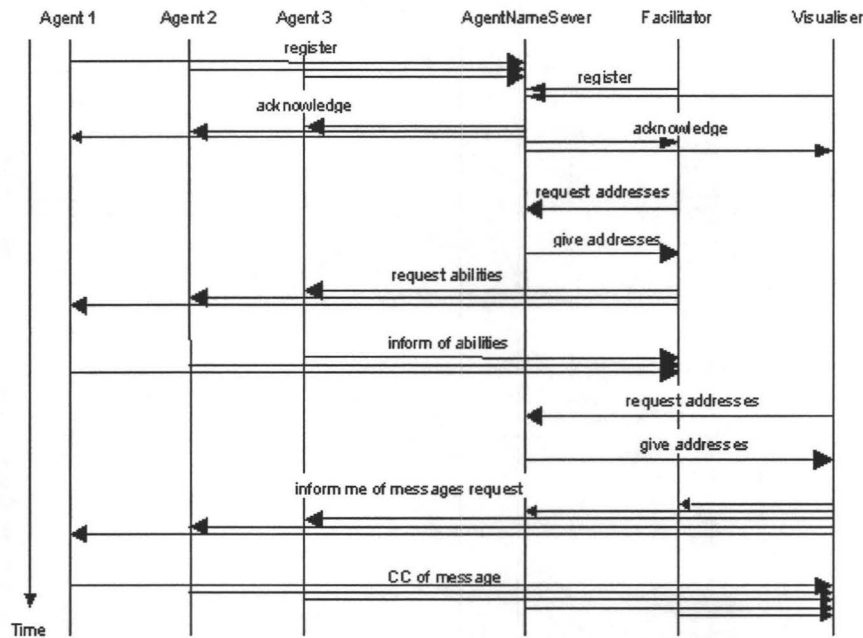 Agent 1 Agent 2 Agent 3 AgentNameSever Facilitator Visualiser
register
register
acknowledge
acknowledge
request addresses
give addresses
request abilities
inform of abilities
request addresses
give addresses
inform me of messages request
CC of message
Time